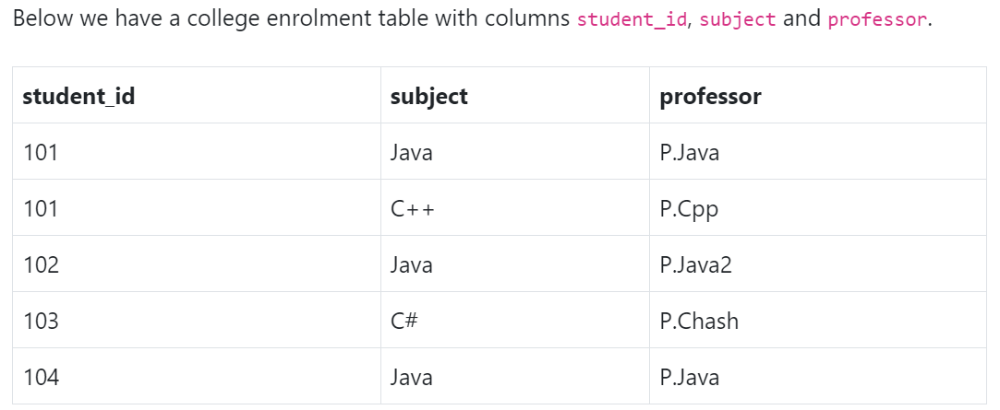 Below we have a college enrolment table with columns student_id, subject and professor.
student_id subject professor
101 Java P.Java
101 C++ P.Cpp
102 Java P.Java2
103 C# P.Chash
104 Java P.Java